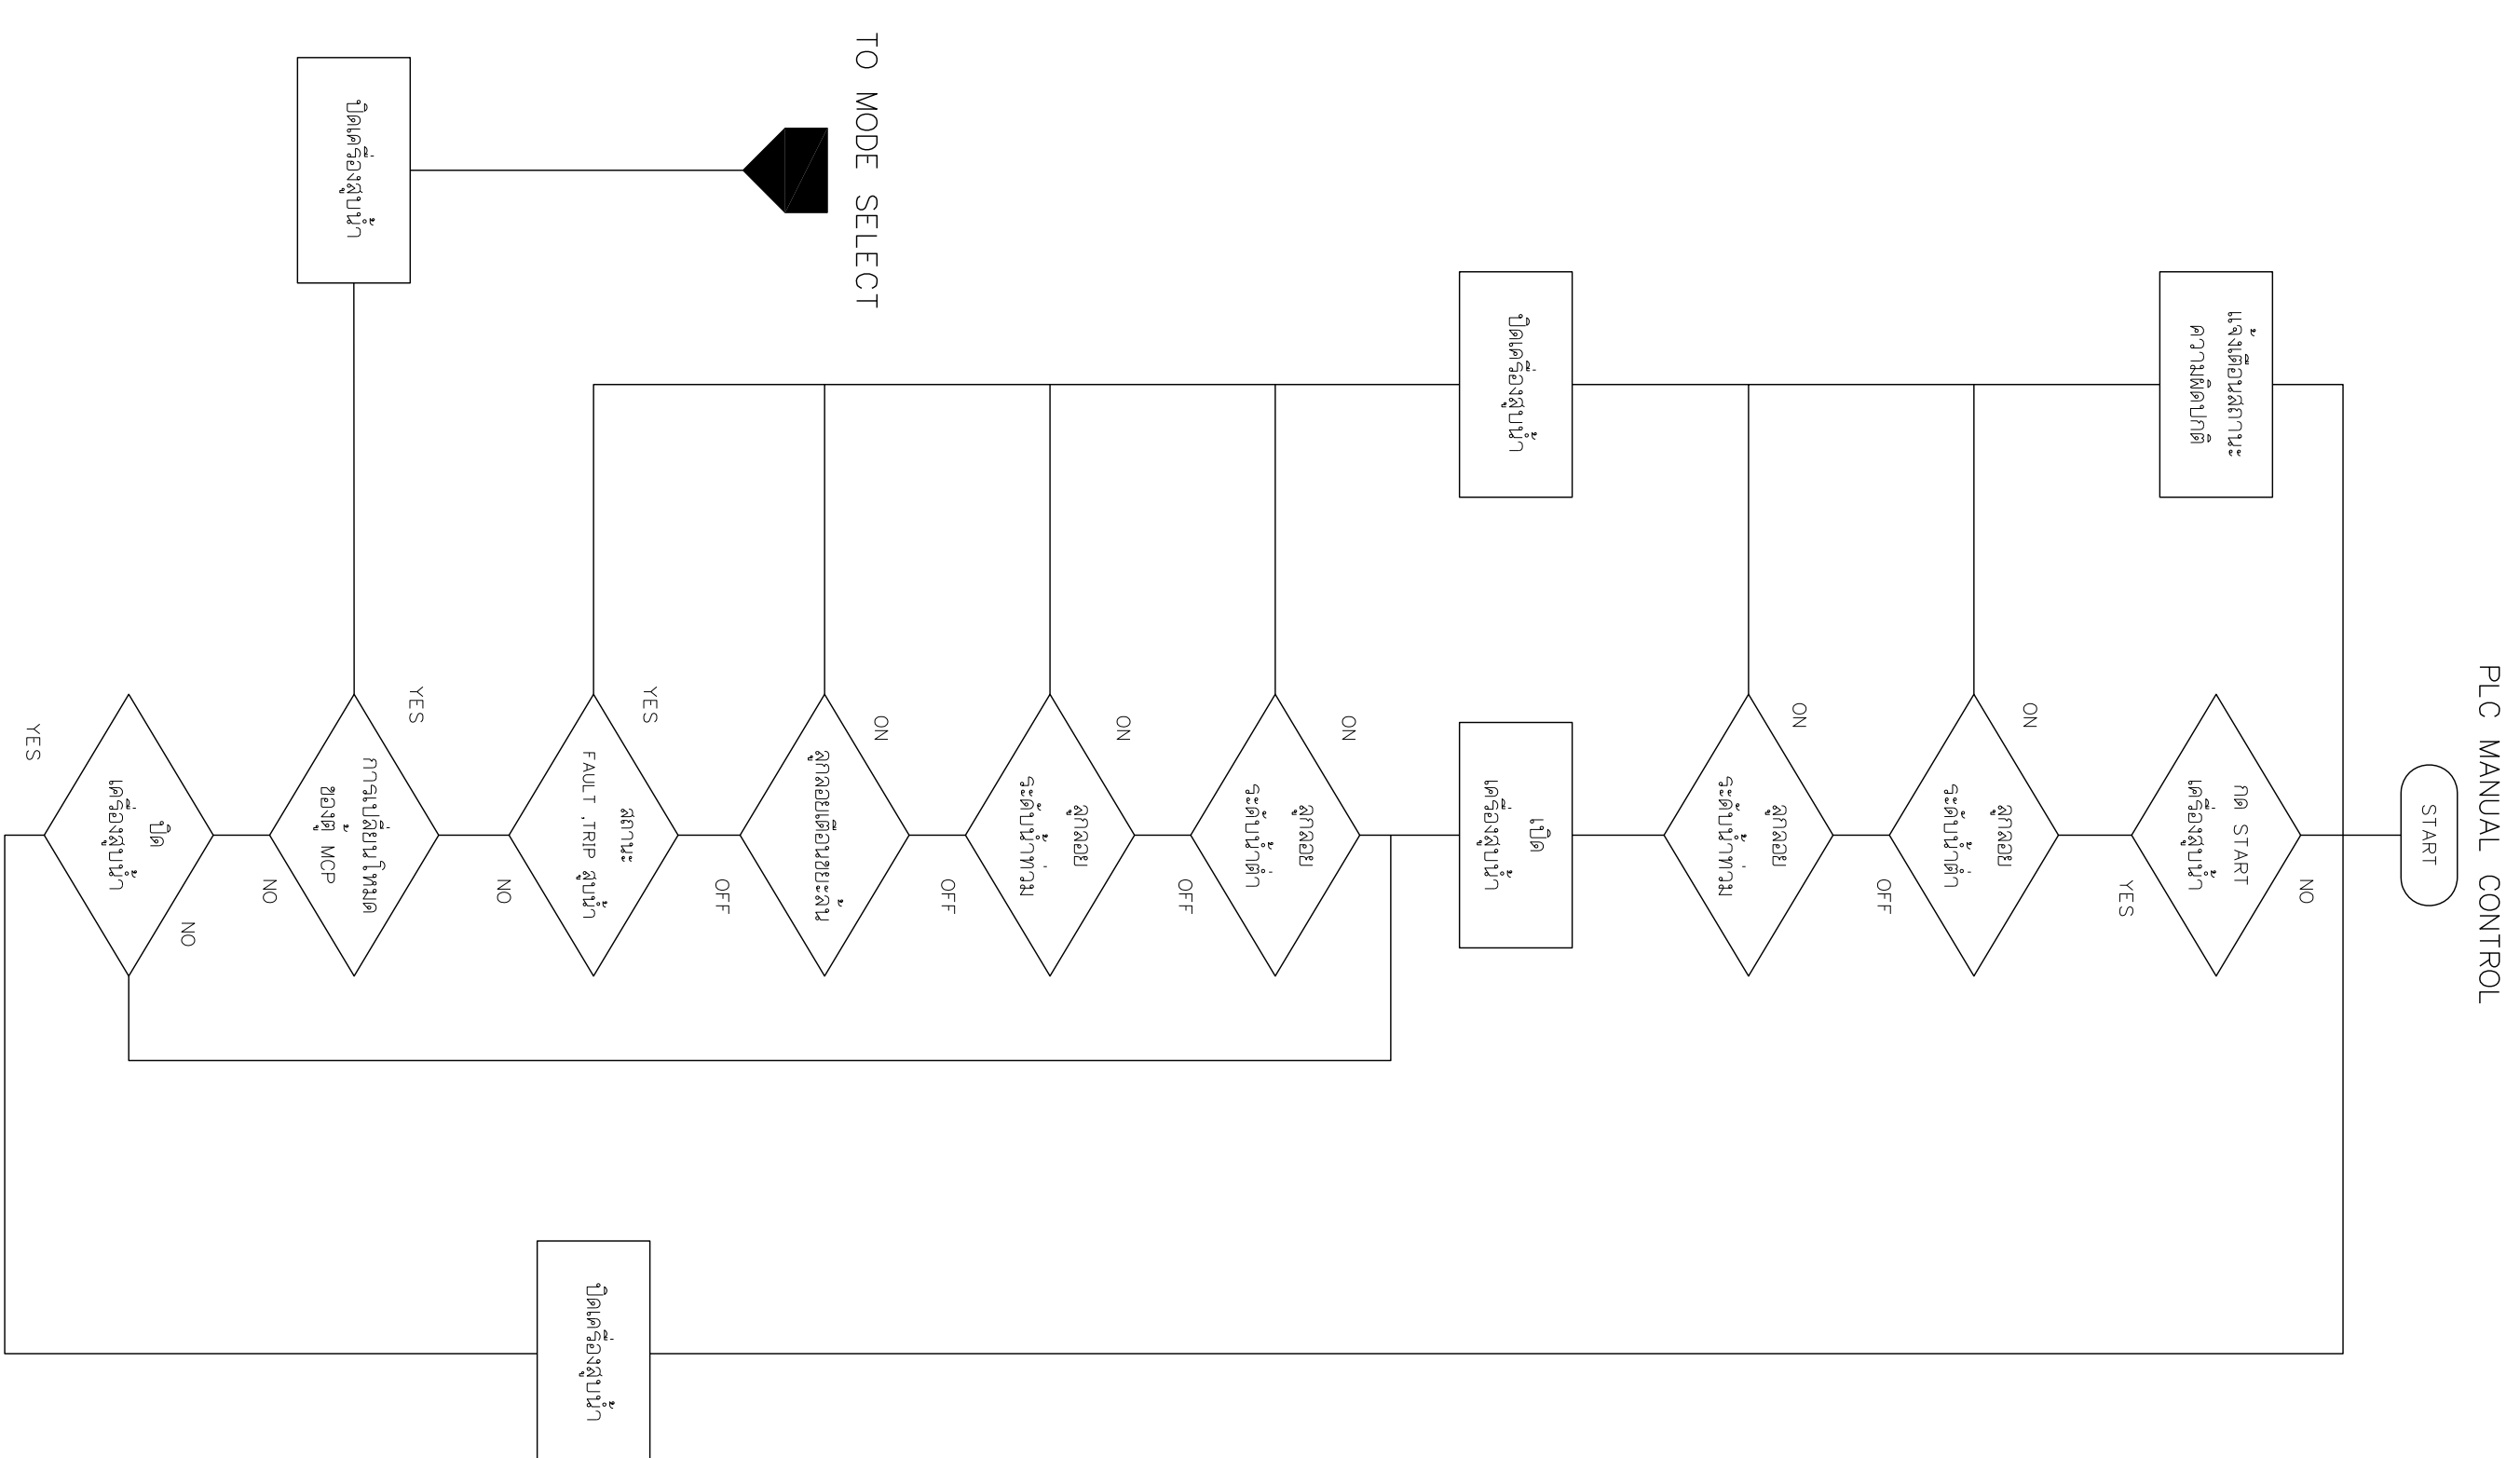 PLC MANUAL CONTROL
START
NO
กด START
เครื่องสูบน้ำ
YES
แจ้งเตือนสถานะ
ความผิดปกติ
ON
ลูกลอย
ระดับน้ำต่ำ
OFF
ON
ลูกลอย
ระดับน้ำท่วม
เปิด
เครื่องสูบน้ำ
ปิดเครื่องสูบน้ำ
ON
ลูกลอย
ระดับน้ำต่ำ
OFF
ON
ลูกลอย
ระดับน้ำท่วม
OFF
ON
ลูกลอยเตือนขยะล้น
OFF
YES
สถานะ
FAULT ,TRIP สูบน้ำ
NO
ปิดเครื่องสูบน้ำ
TO MODE SELECT
YES
การเปลี่ยนโหมด
ของตู้ MCP
NO
ปิดเครื่องสูบน้ำ
NO
ปิด
เครื่องสูบน้ำ
YES